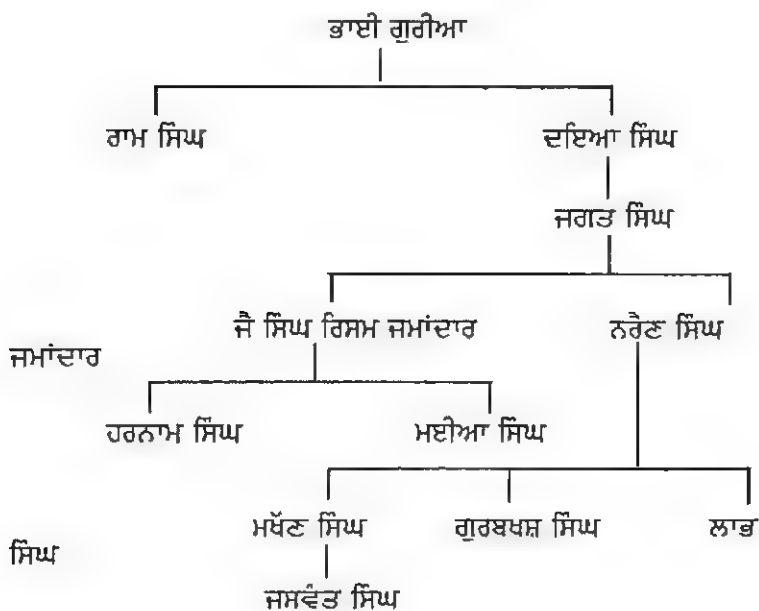 ਭਾਈ ਗੁਰੀਆ
ਰਾਮ ਸਿੰਘ ਦਇਆ ਸਿੰਘ
ਜਗਤ ਸਿੰਘ
ਜੈ ਸਿੰਘ ਰਿਸਮ ਜਮਾਂਦਾਰ ਨਰੈਣ ਸਿੰਘ
ਜਮਾਂਦਾਰ
ਹਰਨਾਮ ਸਿੰਘ ਮਈਆ ਸਿੰਘ
ਮਖੱਣ ਸਿੰਘ ਗੁਰਬਖਸ਼ ਸਿੰਘ ਲਾਭ
ਸਿੰਘ
ਜਸਵੰਤ ਸਿੰਘ